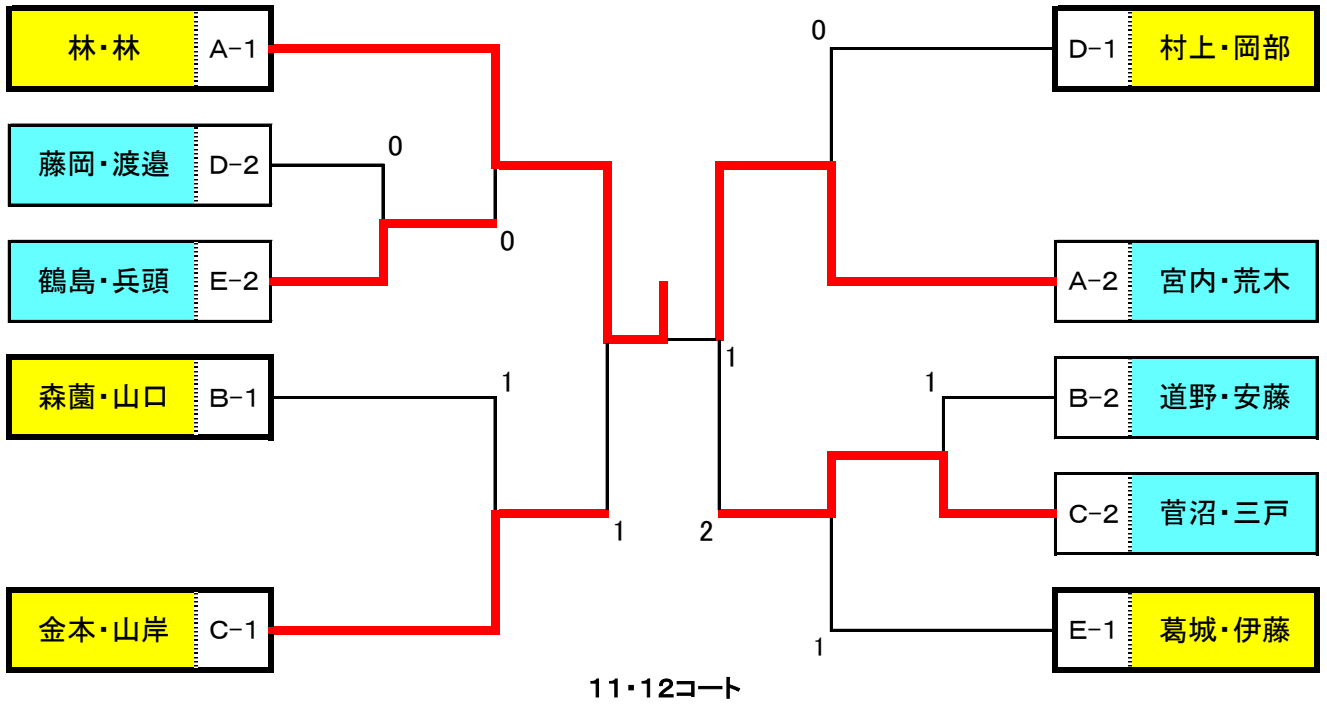 林・林 A-1
藤岡・渡邉 D-2
鶴島・兵頭 E-2
森薗・山口 B-1
金本・山岸 C-1
0
0
1
1
0
1
1
2
1
D-1 村上・岡部
A-2 宮内・荒木
B-2 道野・安藤
C-2 菅沼・三戸
E-1 葛城・伊藤
11・12コート